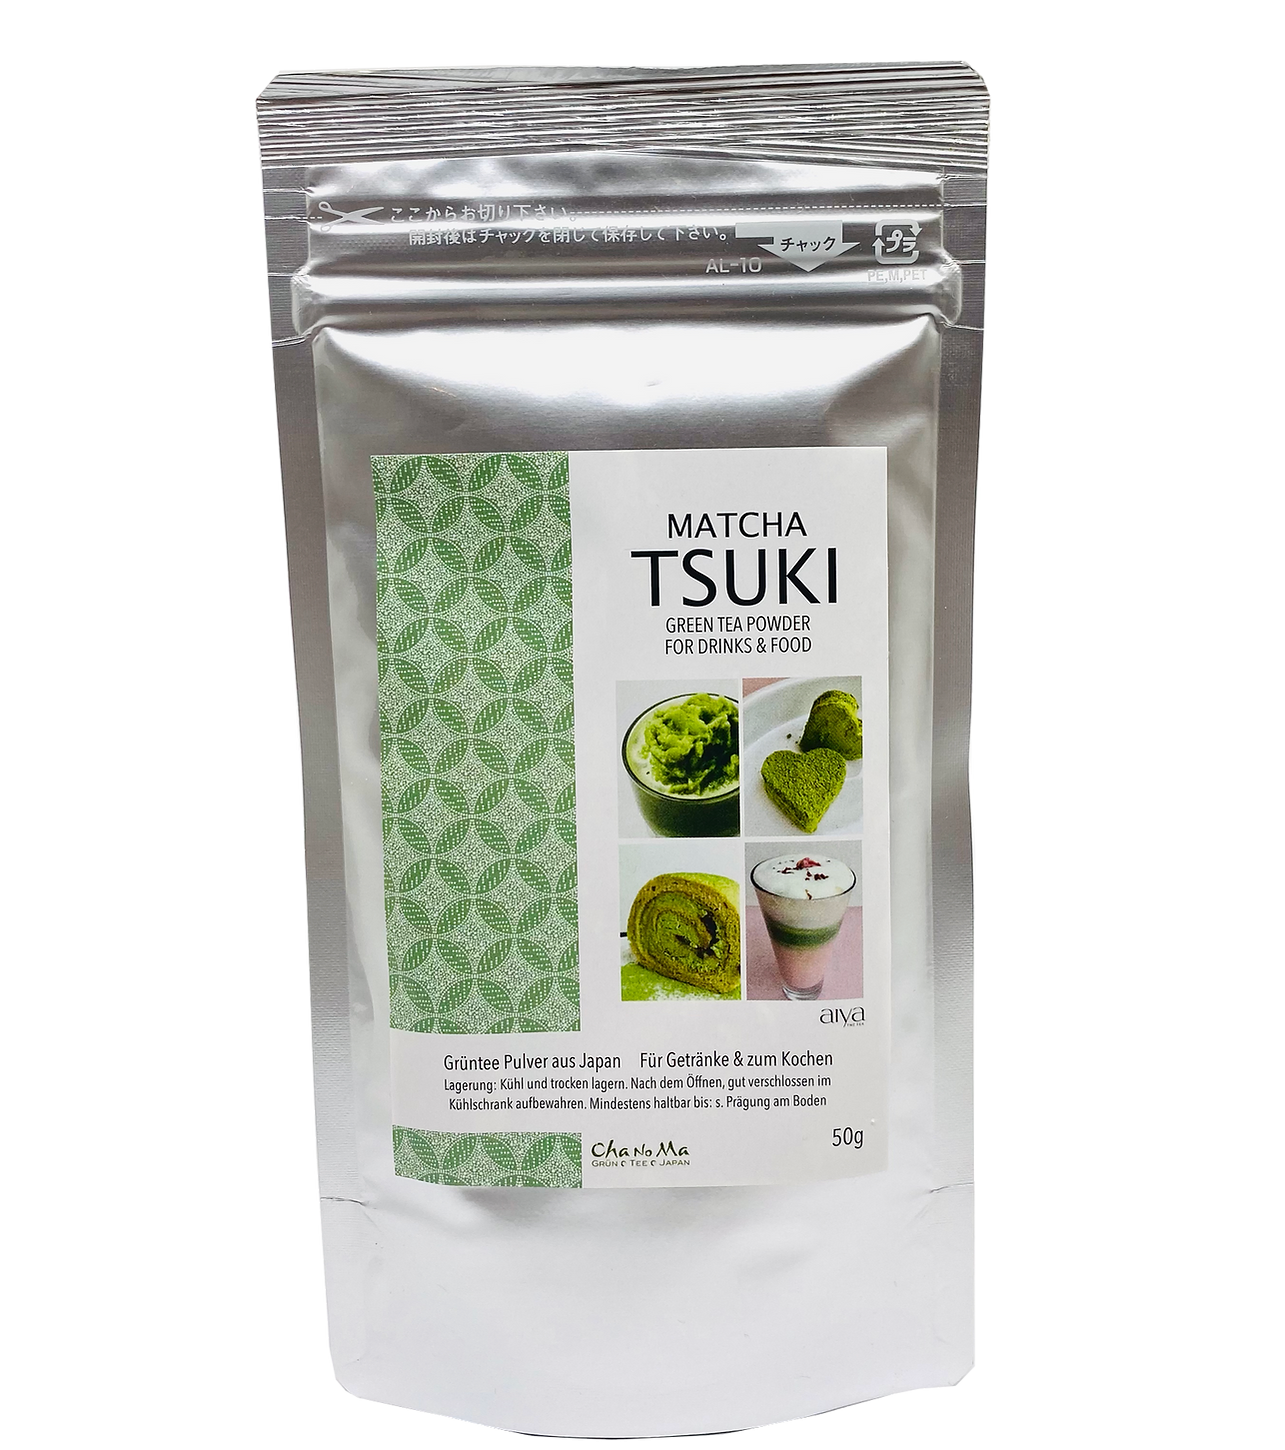 ここからお切り下さい。
開封後はチャックを閉じて保存して下さい。
チャック
プラ
AL-10
PE,M,PET
MATCHA
TSUKI
GREEN TEA POWDER
FOR DRINKS & FOOD
aiya
THE TEA
Grüntee Pulver aus Japan Für Getränke & zum Kochen
Lagerung: Kühl und trocken lagern. Nach dem Öffnen, gut verschlossen im
Kühlschrank aufbewahren. Mindestens haltbar bis: s. Prägung am Boden
50g
Cha No Ma
GRÜN TEE JAPAN